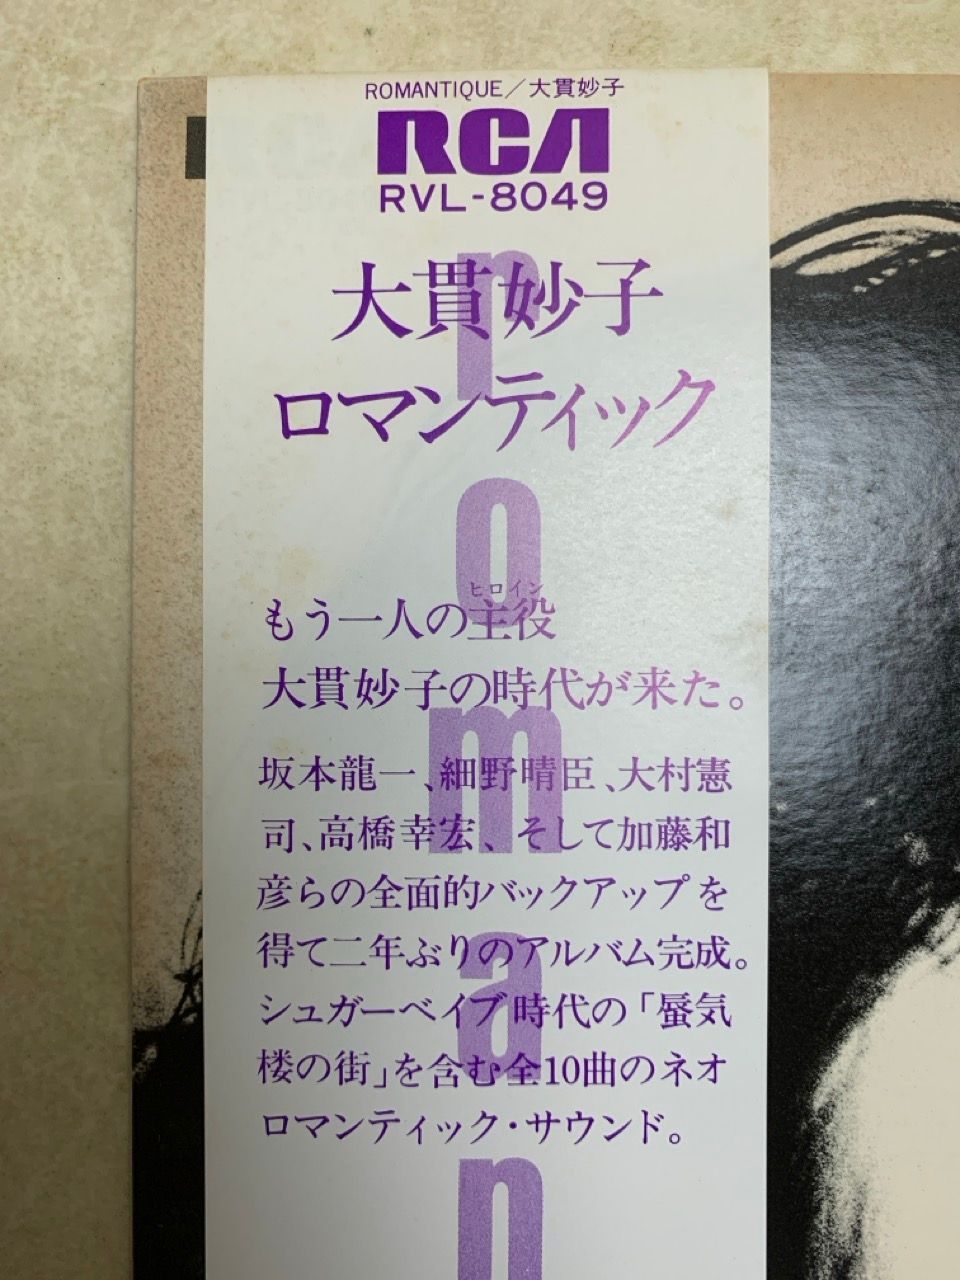 ROMANTIQUE／大貫妙子
RCA
RVL-8049
大貫妙子
ロマンティック
ヒロイン
もう一人の主役
大貫妙子の時代が来た。
坂本龍一、細野晴臣、大村憲
司、高橋幸宏、そして加藤和
彦らの全面的バックアップを
得て二年ぶりのアルバム完成。
シュガーベイブ時代の「蜃気
楼の街」を含む全10曲のネオ
ロマンティック・サウンド。
r
o
m
a
n